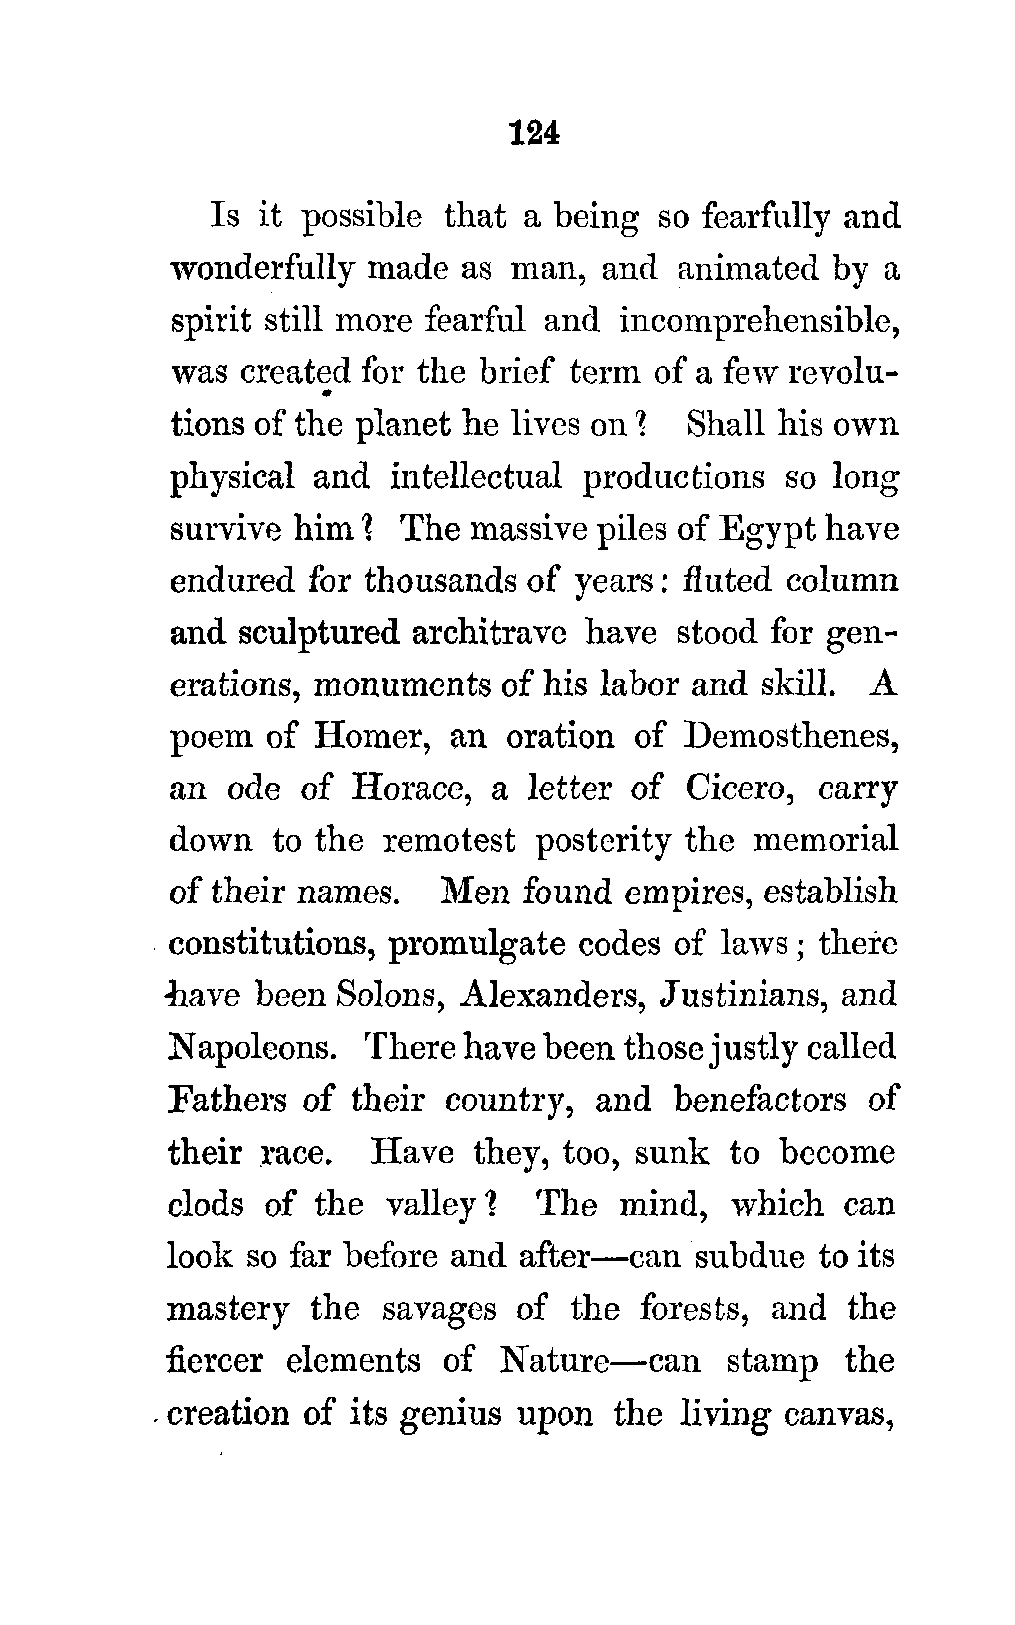 124
Is it possible that a being so fearfully and
wonderfully made as man, and animated by a
spirit still more fearful and incomprehensible,
was created for the brief term of a few revolu-
tions of the planet he lives on? Shall his own
physical and intellectual productions so long
survive him? The massive piles of Egypt have
endured for thousands of years: fluted column
and sculptured architrave have stood for gen-
erations, monuments of his labor and skill. A
poem of Homer, an oration of Demosthenes,
an ode of Horace, a letter of Cicero, carry
down to the remotest posterity the memorial
of their names. Men found empires, establish
constitutions, promulgate codes of laws; there
have been Solons, Alexanders, Justinians, and
Napoleons. There have been those justly called
Fathers of their country, and benefactors of
their race. Have they, too, sunk to become
clods of the valley? The mind, which can
look so far before and after—can subdue to its
mastery the savages of the forests, and the
fiercer elements of Nature—can stamp the
creation of its genius upon the living canvas,